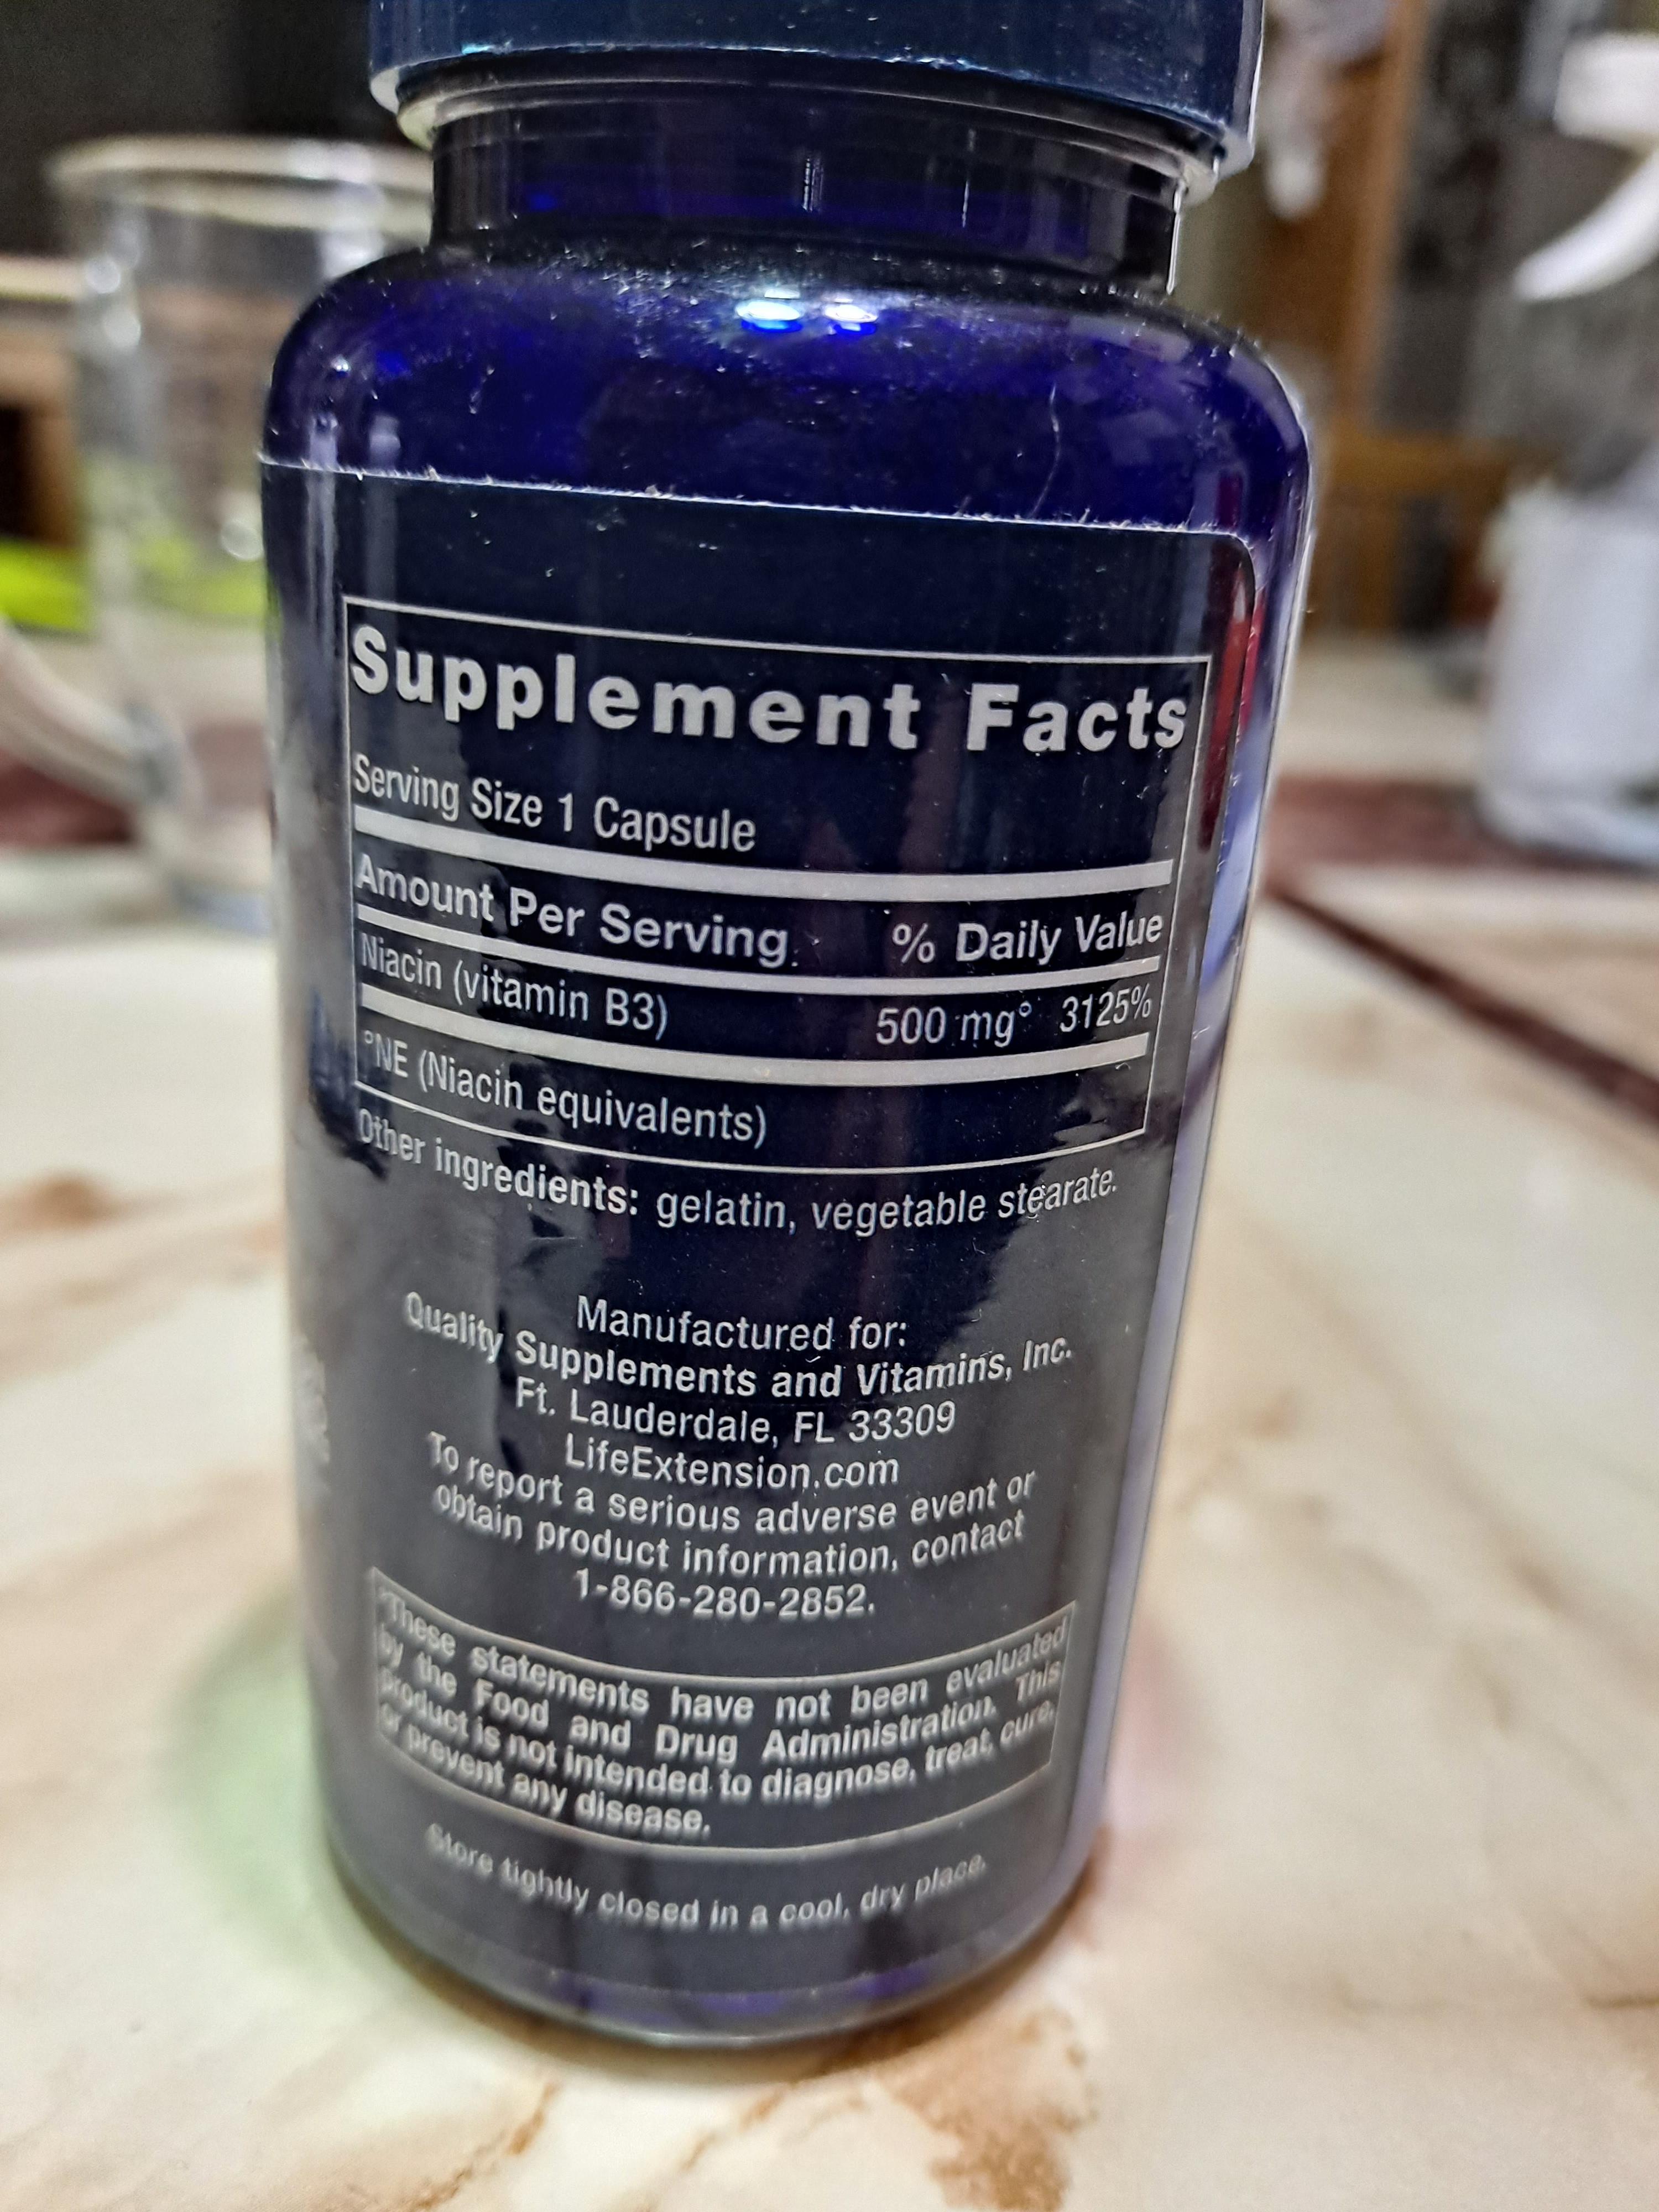 Supplement Facts
Serving Size 1 Capsule
Amount Per Serving % Daily Value
Niacin (vitamin B3) 500 mg° 3125%
°NE (Niacin equivalents)
Other ingredients: gelatin, vegetable stearate.
Manufactured for:
Quality Supplements and Vitamins, Inc.
Ft. Lauderdale, FL 33309
LifeExtension.com
To report a serious adverse event or
obtain product information, contact
1-866-280-2852.
*These statements have not been evaluated
by the Food and Drug Administration. This
product is not intended to diagnose, treat, cure,
or prevent any disease.
Store tightly closed in a cool, dry place.